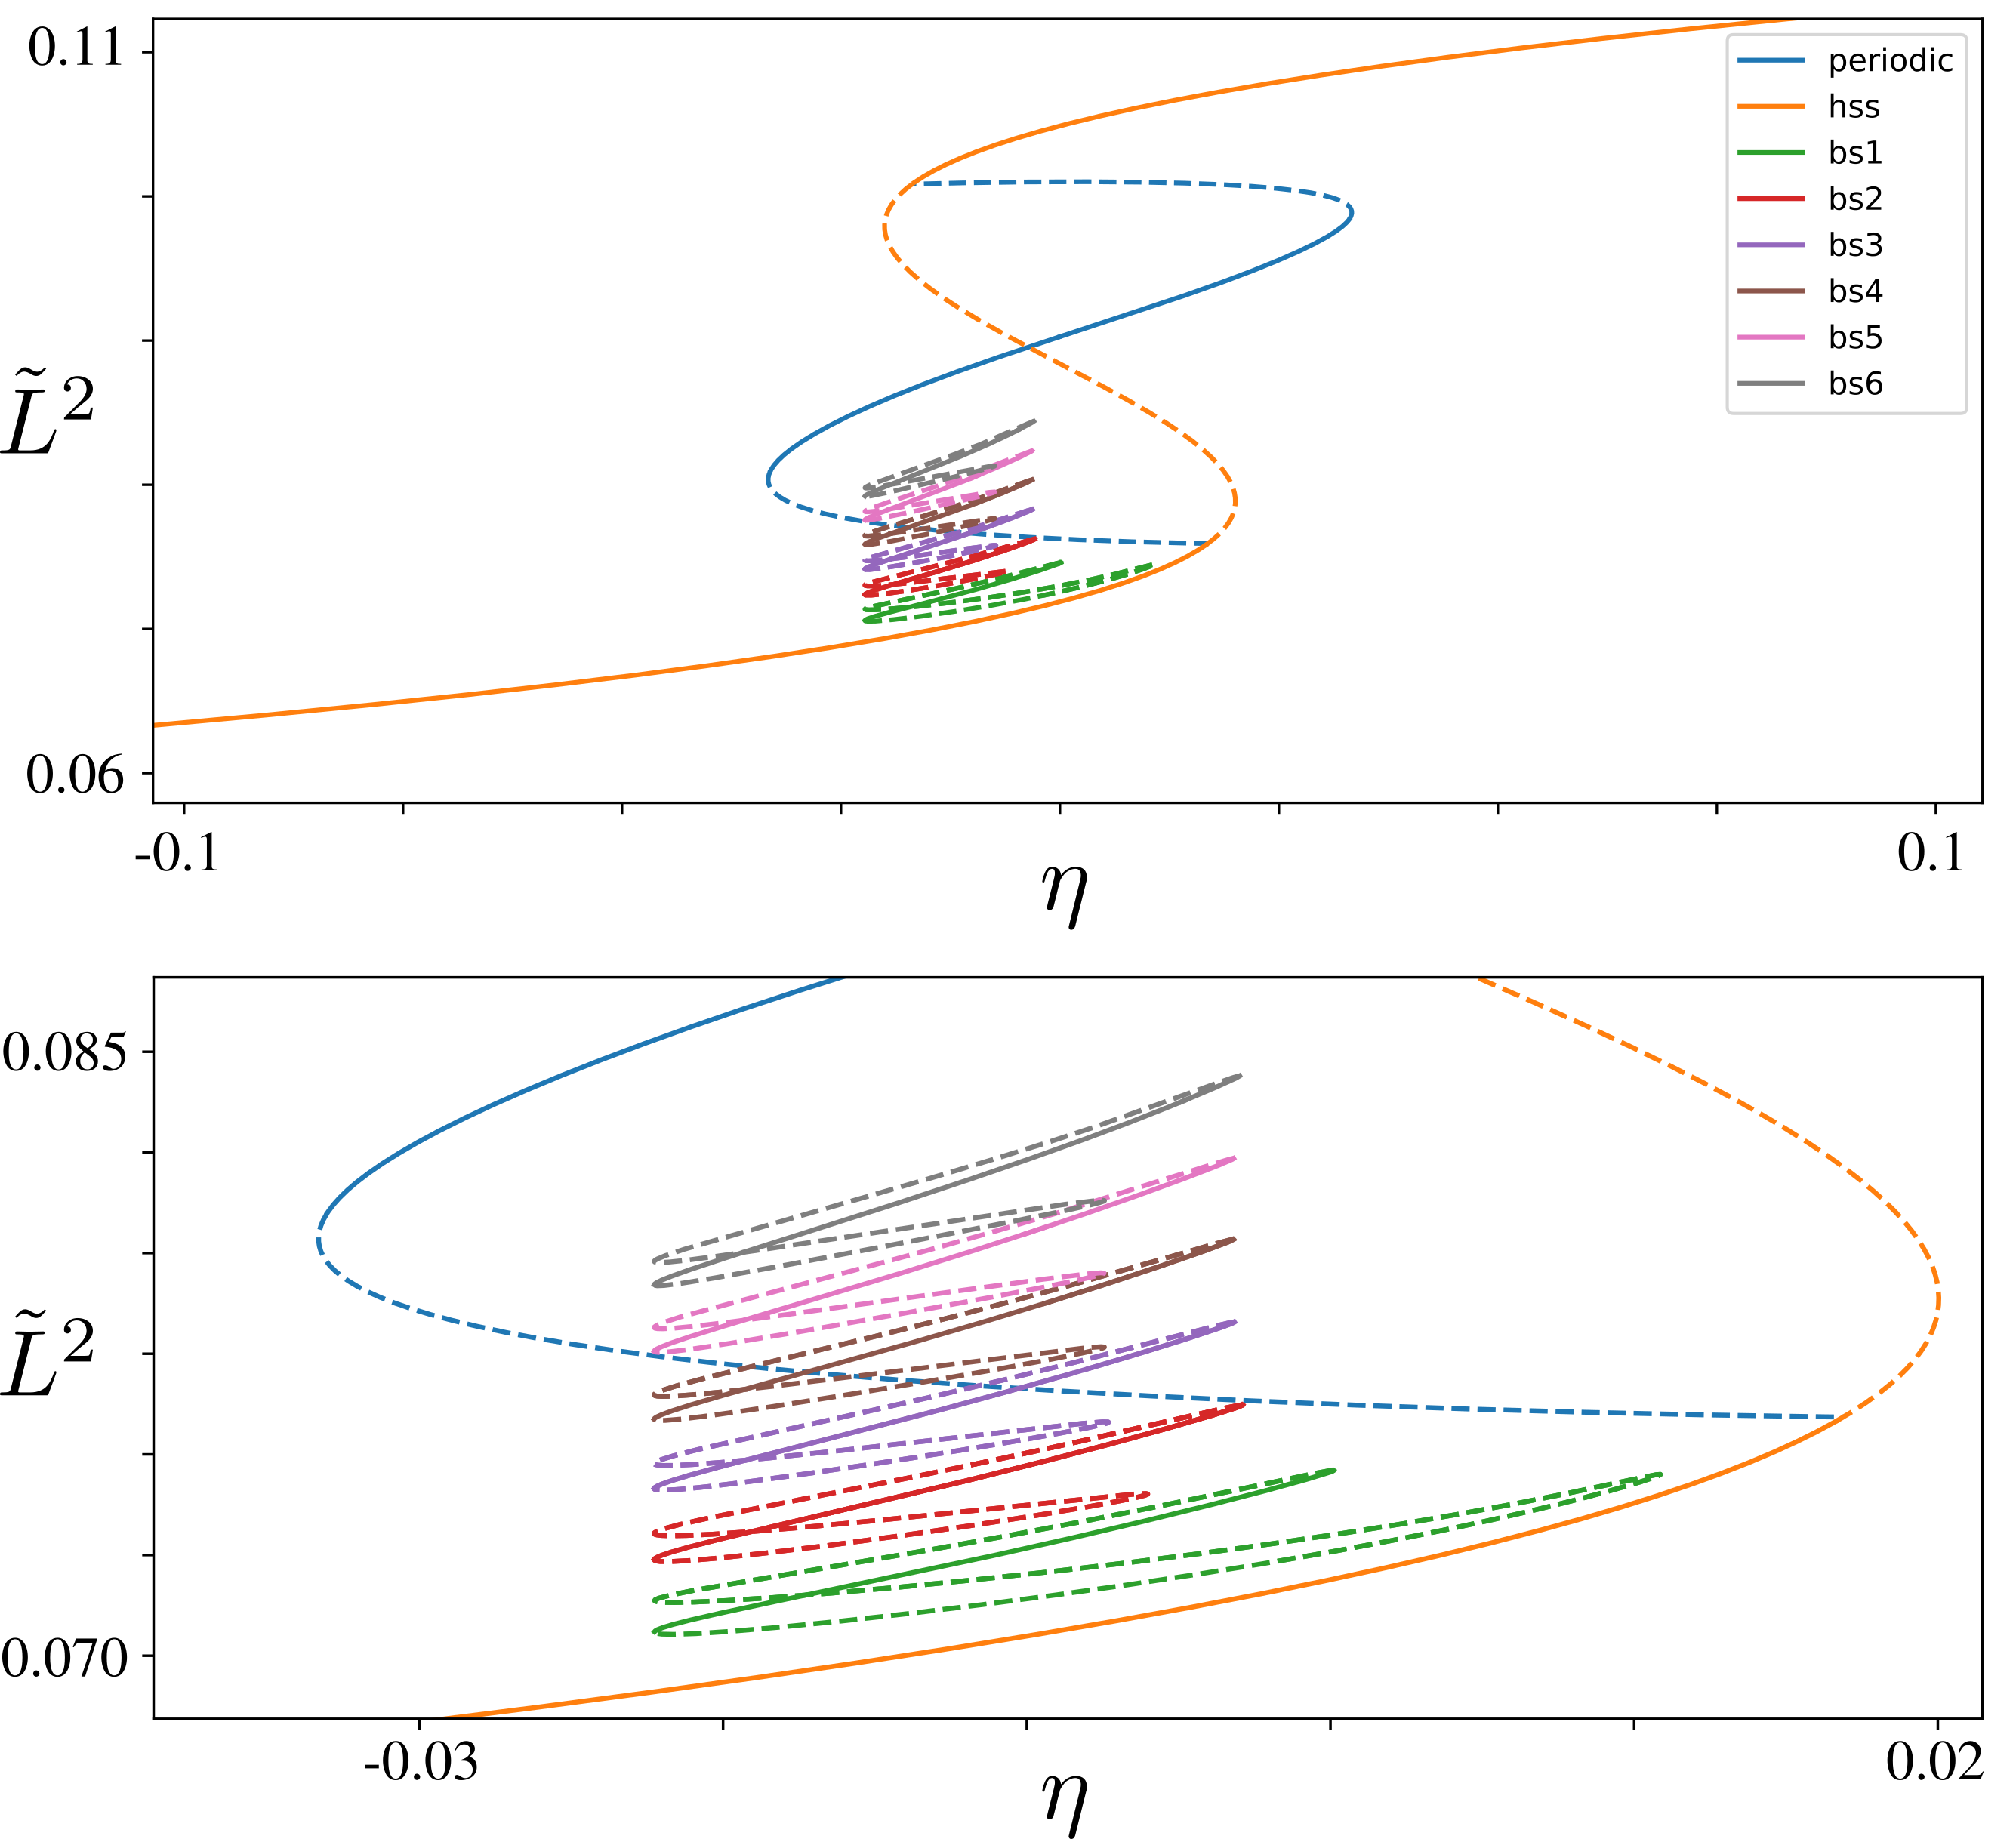 0.11
L̃²
0.06
-0.1
0.1
η
periodic
hss
bs1
bs2
bs3
bs4
bs5
bs6
0.085
L̃²
0.070
-0.03
0.02
η